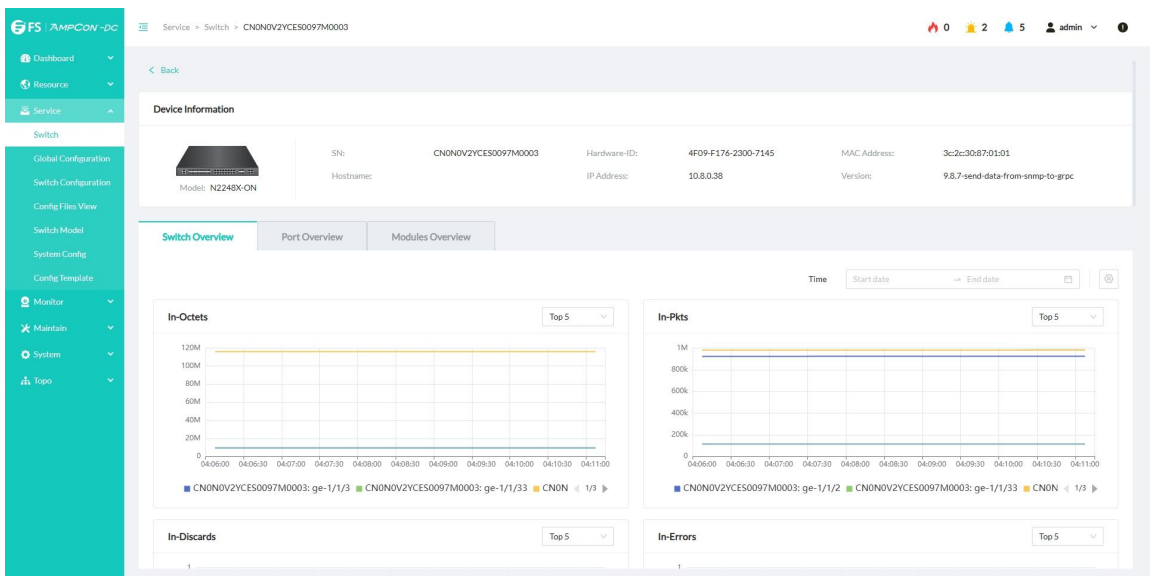 FS AMPCON-DC
Service > Switch > CN0N0V2YCES0097M0003
0 2 5 admin
Dashboard
Resource
Service
Switch
Global Configuration
Switch Configuration
Config Files View
Switch Model
System Config
Config Template
Monitor
Maintain
System
Topo
< Back
Device Information
Model: N2248X-ON
SN: CN0N0V2YCES0097M0003 Hardware-ID: 4F09-F176-2300-7145 MAC Address: 3c:2c:30:87:01:01
Hostname: IP Address: 10.8.0.38 Version: 9.8.7-send-data-from-snmp-to-grpc
Switch Overview Port Overview Modules Overview
Time Start date → End date
In-Octets Top 5
120M
100M
80M
60M
40M
20M
0
04:06:00 04:06:30 04:07:00 04:07:30 04:08:00 04:08:30 04:09:00 04:09:30 04:10:00 04:10:30 04:11:00
CN0N0V2YCES0097M0003: ge-1/1/3 CN0N0V2YCES0097M0003: ge-1/1/33 CN0N 1/3
In-Pkts Top 5
1M
800k
600k
400k
200k
0
04:06:00 04:06:30 04:07:00 04:07:30 04:08:00 04:08:30 04:09:00 04:09:30 04:10:00 04:10:30 04:11:00
CN0N0V2YCES0097M0003: ge-1/1/2 CN0N0V2YCES0097M0003: ge-1/1/33 CN0N 1/3
In-Discards Top 5
1
In-Errors Top 5
1